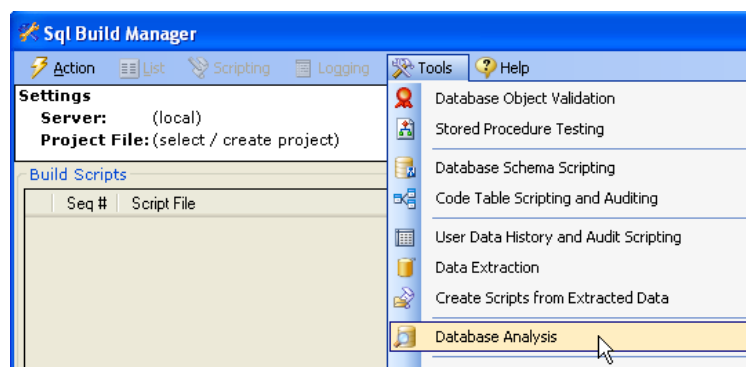 Sql Build Manager
Action List Scripting Logging Tools Help
Settings
Server: (local)
Project File: (select / create project)
Build Scripts
Seq # Script File
Database Object Validation
Stored Procedure Testing
Database Schema Scripting
Code Table Scripting and Auditing
User Data History and Audit Scripting
Data Extraction
Create Scripts from Extracted Data
Database Analysis